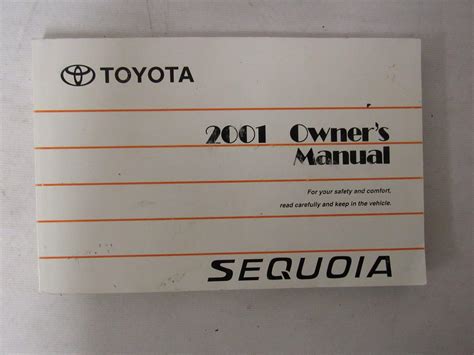 TOYOTA
2001 Owner's
Manual
For your safety and comfort,
read carefully and keep in the vehicle.
SEQUOIA